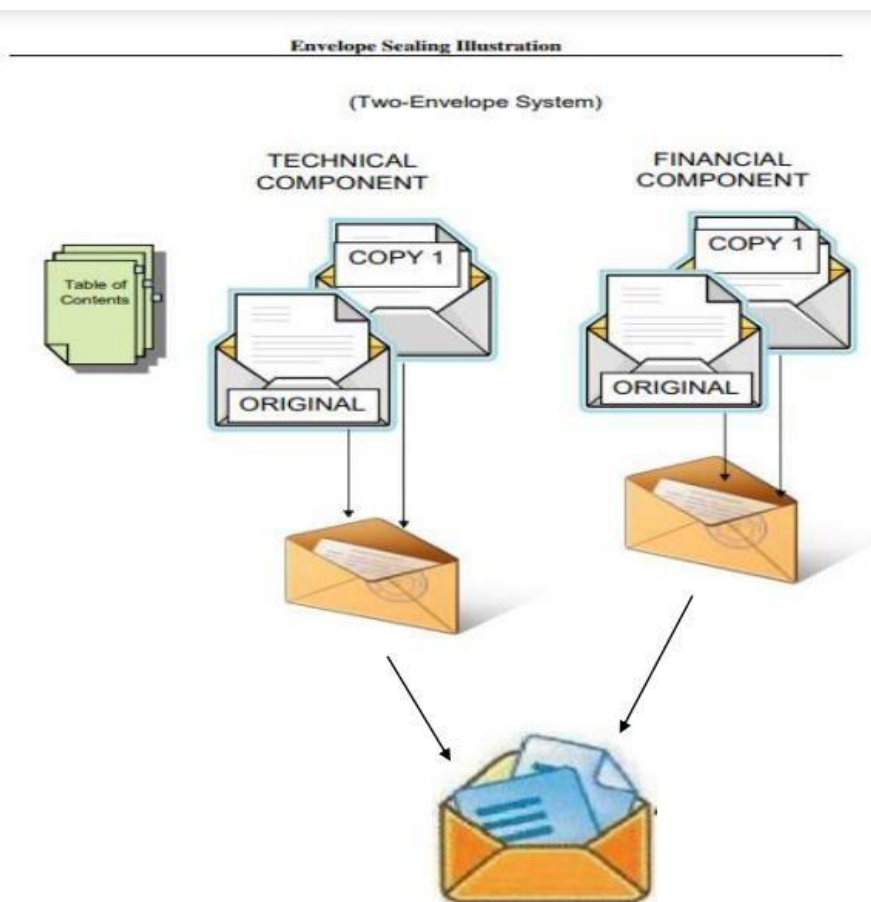 Envelope Sealing Illustration
(Two-Envelope System)
TECHNICAL
COMPONENT
FINANCIAL
COMPONENT
Table of
Contents
COPY 1
ORIGINAL
COPY 1
ORIGINAL